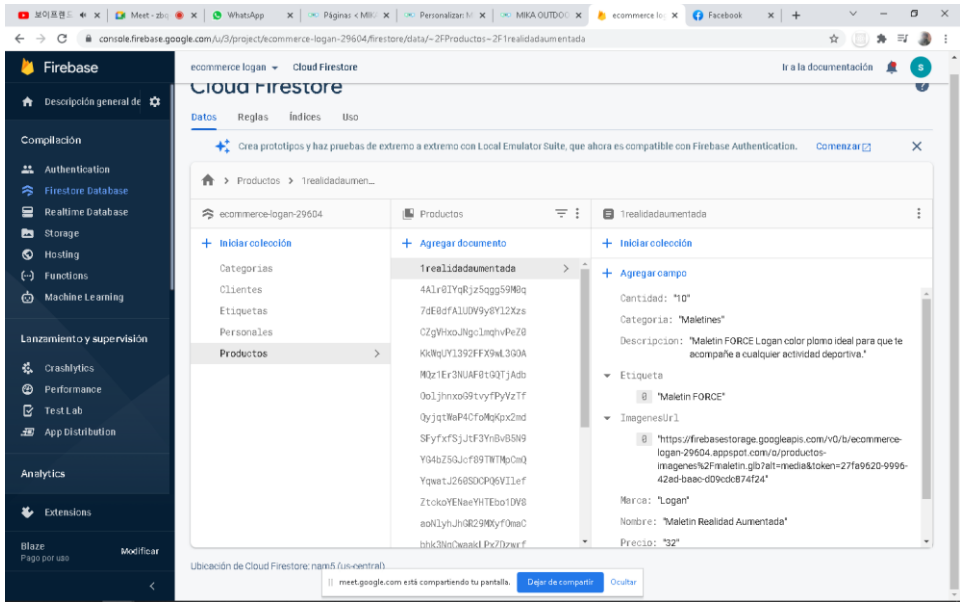 Meet - zbq
WhatsApp
Páginas < MIKA
Personalizar: M
MIKA OUTDOO
ecommerce log
Facebook
console.firebase.google.com/u/3/project/ecommerce-logan-29604/firestore/data/~2FProductos~2F1realidadaumentada
Firebase
ecommerce logan
Cloud Firestore
Ir a la documentación
S
Descripción general de
Cloud Firestore
Datos
Reglas
Índices
Uso
Crea prototipos y haz pruebas de extremo a extremo con Local Emulator Suite, que ahora es compatible con Firebase Authentication.
Comenzar
Compilación
Authentication
Firestore Database
Realtime Database
Storage
Hosting
Functions
Machine Learning
Lanzamiento y supervisión
Crashlytics
Performance
Test Lab
App Distribution
Analytics
Extensions
Blaze
Pago por uso
Modificar
Productos > 1realidadaumen...
ecommerce-logan-29604
Iniciar colección
Categorias
Clientes
Etiquetas
Personales
Productos
Productos
Agregar documento
1realidadaumentada
4Alr0IYqRjz5qgg59M0q
7dE0dfAlUDV9y8Yl2Xzs
CZgVHxoJNgclmqhvPeZ0
KkWqUYl392FFX9wL3G0A
MQz1Er3NUAF0tGQTjAdb
OoljhnxoG9tvyfPyVzTf
QyjqtWaP4CfoMqKpx2md
SFyfxfSjJtF3YnBvB5N9
YG4bZ5GJcf89TWTMpCmQ
YqwatJ260SDCPQ6VIlef
ZtckoYENaeYHTEbo1DV8
aoNlyhJhGR29MXyfOmaC
1realidadaumentada
Iniciar colección
Agregar campo
Cantidad: "10"
Categoria: "Maletines"
Descripcion: "Maletin FORCE Logan color plomo ideal para que te
acompañe a cualquier actividad deportiva."
Etiqueta
0 "Maletin FORCE"
ImagenesUrl
0 "https://firebasestorage.googleapis.com/v0/b/ecommerce-
logan-29604.appspot.com/o/productos-
imagenes%2Fmaletin.glb?alt=media&token=27fa9620-9996-
42ad-baac-d09cdc874f24"
Marca: "Logan"
Nombre: "Maletin Realidad Aumentada"
Precio: "32"
Ubicación de Cloud Firestore: nam5 (us-central)
meet.google.com está compartiendo tu pantalla.
Dejar de compartir
Ocultar